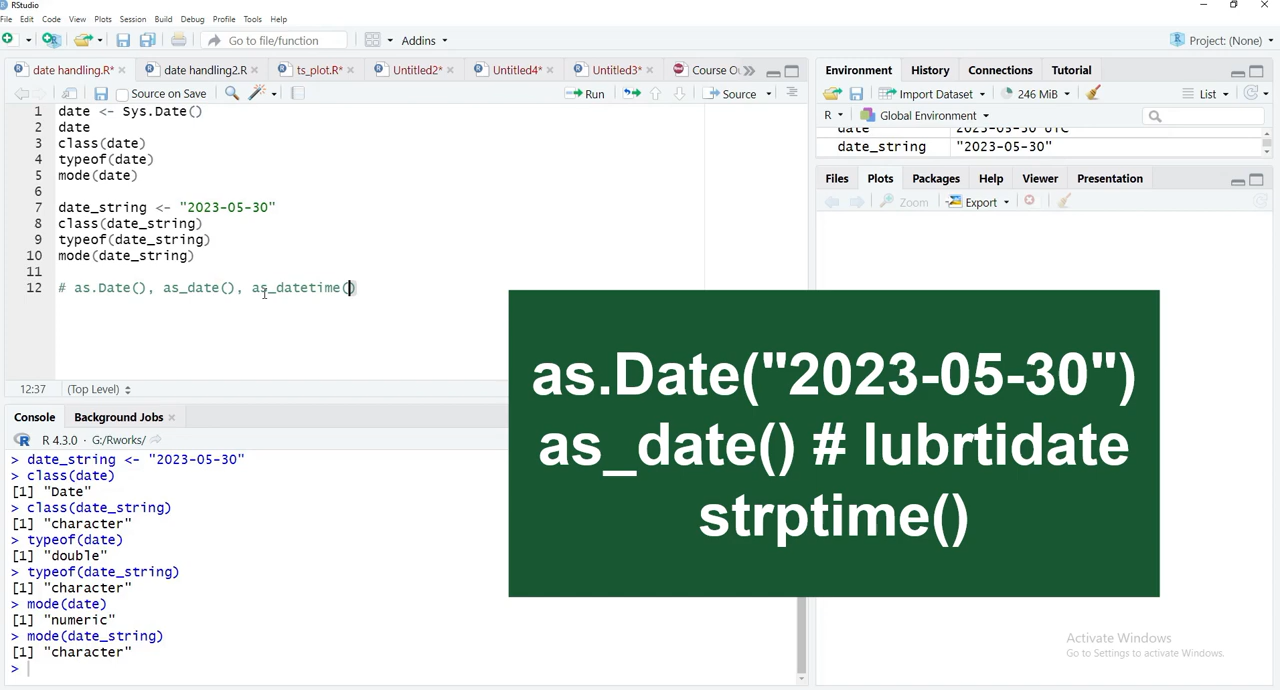 RStudio
File Edit Code View Plots Session Build Debug Profile Tools Help
Go to file/function Addins Project: (None)
date handling.R* date handling2.R ts_plot.R* Untitled2* Untitled4* Untitled3* Course O
Source on Save Run Source
1 date <- Sys.Date()
2 date
3 class(date)
4 typeof(date)
5 mode(date)
6
7 date_string <- "2023-05-30"
8 class(date_string)
9 typeof(date_string)
10 mode(date_string)
11
12 # as.Date(), as_date(), as_datetime()
12:37 (Top Level)
Console Background Jobs
R 4.3.0 · G:/Rworks/
> date_string <- "2023-05-30"
> class(date)
[1] "Date"
> class(date_string)
[1] "character"
> typeof(date)
[1] "double"
> typeof(date_string)
[1] "character"
> mode(date)
[1] "numeric"
> mode(date_string)
[1] "character"
>
Environment History Connections Tutorial
Import Dataset 246 MiB List
R Global Environment
date 2023-05-30 UTC
date_string "2023-05-30"
Files Plots Packages Help Viewer Presentation
Zoom Export
as.Date("2023-05-30")
as_date() # lubrtidate
strptime()
Activate Windows
Go to Settings to activate Windows.